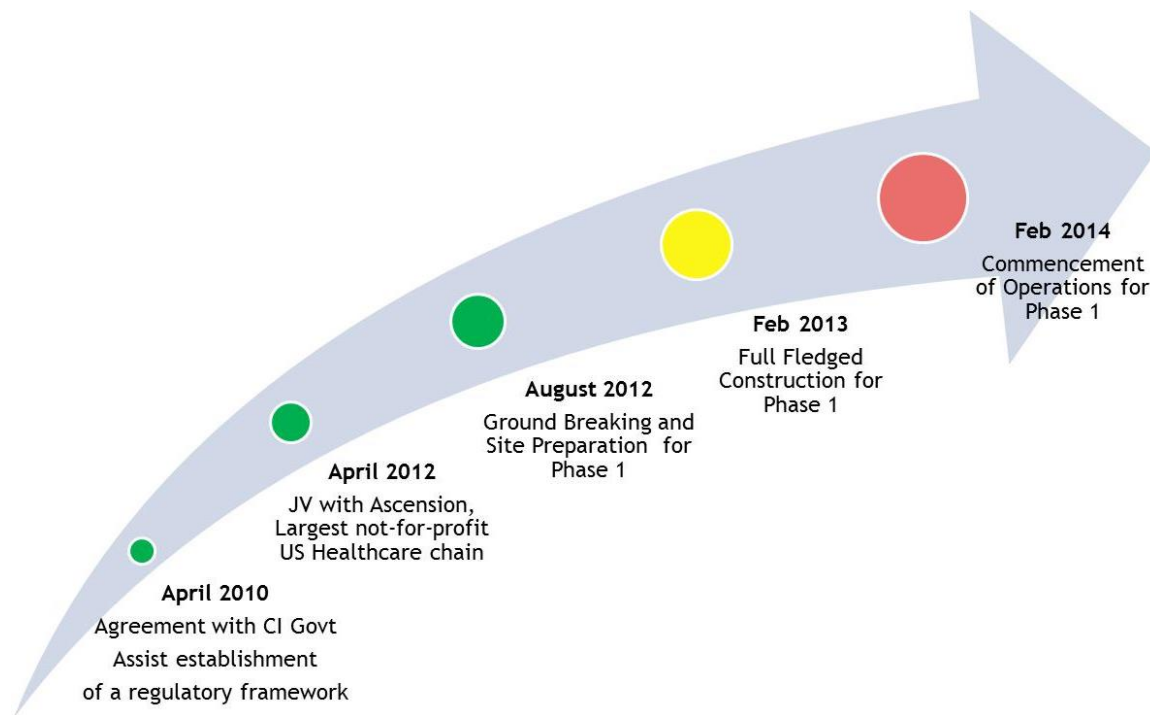 April 2010
Agreement with CI Govt
Assist establishment
of a regulatory framework
April 2012
JV with Ascension,
Largest not-for-profit
US Healthcare chain
August 2012
Ground Breaking and
Site Preparation for
Phase 1
Feb 2013
Full Fledged
Construction for
Phase 1
Feb 2014
Commencement
of Operations for
Phase 1